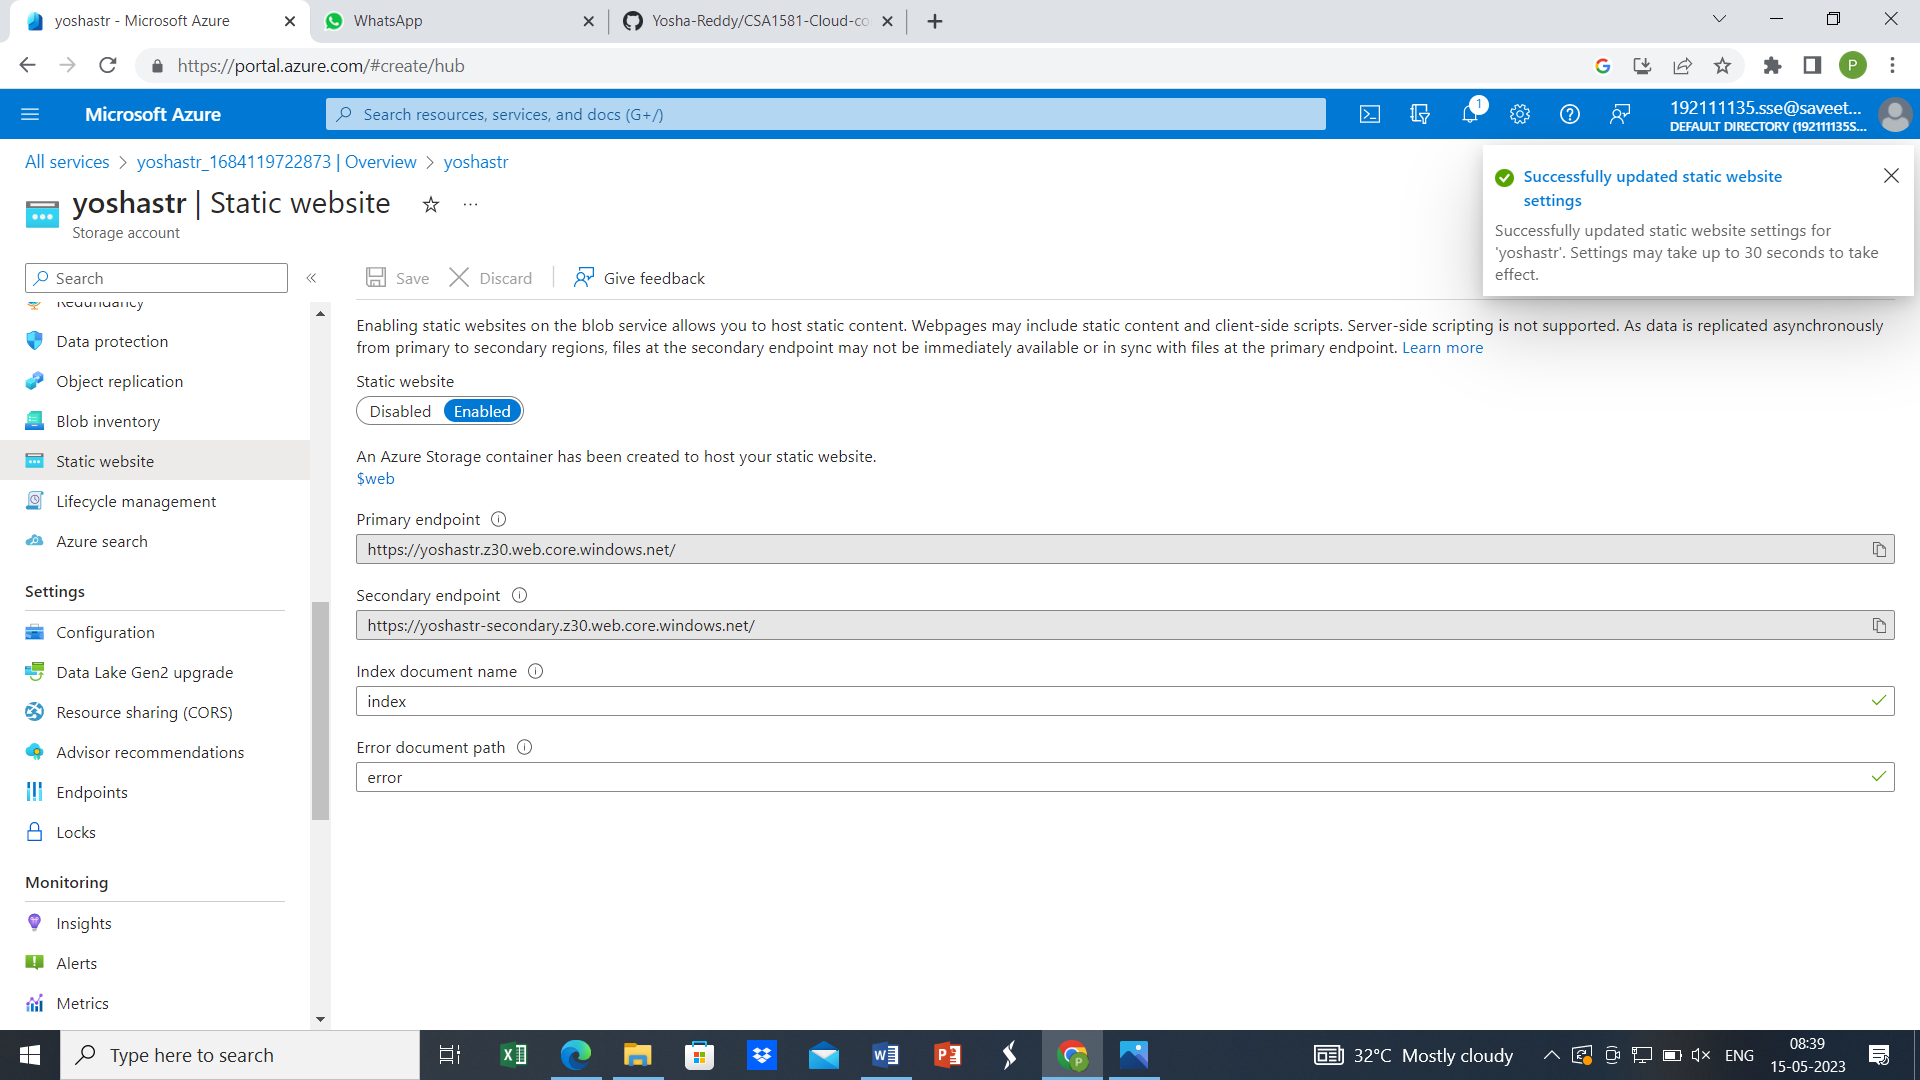 yoshastr - Microsoft Azure
WhatsApp
Yosha-Reddy/CSA1581-Cloud-co
https://portal.azure.com/#create/hub
P
Microsoft Azure
Search resources, services, and docs (G+/)
1
192111135.sse@saveet...
DEFAULT DIRECTORY (192111135S...
All services > yoshastr_1684119722873 | Overview > yoshastr
yoshastr | Static website
Storage account
Successfully updated static website
settings
Successfully updated static website settings for
'yoshastr'. Settings may take up to 30 seconds to take
effect.
Search
Redundancy
Data protection
Object replication
Blob inventory
Static website
Lifecycle management
Azure search
Settings
Configuration
Data Lake Gen2 upgrade
Resource sharing (CORS)
Advisor recommendations
Endpoints
Locks
Monitoring
Insights
Alerts
Metrics
Save
Discard
Give feedback
Enabling static websites on the blob service allows you to host static content. Webpages may include static content and client-side scripts. Server-side scripting is not supported. As data is replicated asynchronously
from primary to secondary regions, files at the secondary endpoint may not be immediately available or in sync with files at the primary endpoint. Learn more
Static website
Disabled Enabled
An Azure Storage container has been created to host your static website.
$web
Primary endpoint
https://yoshastr.z30.web.core.windows.net/
Secondary endpoint
https://yoshastr-secondary.z30.web.core.windows.net/
Index document name
index
Error document path
error
Type here to search
32°C Mostly cloudy
ENG
08:39
15-05-2023